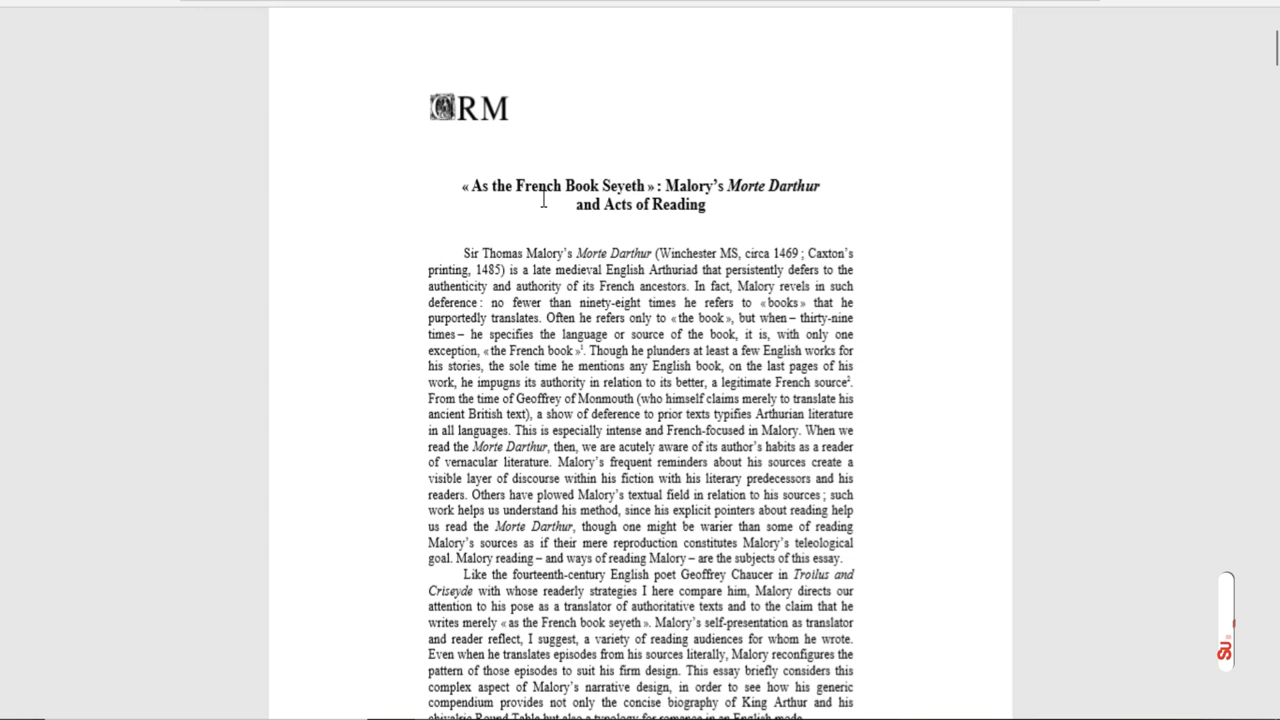 CRM
« As the French Book Seyeth » : Malory’s Morte Darthur
and Acts of Reading
Sir Thomas Malory’s Morte Darthur (Winchester MS, circa 1469 ; Caxton’s
printing, 1485) is a late medieval English Arthuriad that persistently defers to the
authenticity and authority of its French ancestors. In fact, Malory revels in such
deference : no fewer than ninety-eight times he refers to « books » that he
purportedly translates. Often he refers only to « the book », but when – thirty-nine
times – he specifies the language or source of the book, it is, with only one
exception, « the French book »¹. Though he plunders at least a few English works for
his stories, the sole time he mentions any English book, on the last pages of his
work, he impugns its authority in relation to its better, a legitimate French source².
From the time of Geoffrey of Monmouth (who himself claims merely to translate his
ancient British text), a show of deference to prior texts typifies Arthurian literature
in all languages. This is especially intense and French-focused in Malory. When we
read the Morte Darthur, then, we are acutely aware of its author’s habits as a reader
of vernacular literature. Malory’s frequent reminders about his sources create a
visible layer of discourse within his fiction with his literary predecessors and his
readers. Others have plowed Malory’s textual field in relation to his sources ; such
work helps us understand his method, since his explicit pointers about reading help
us read the Morte Darthur, though one might be warier than some of reading
Malory’s sources as if their mere reproduction constitutes Malory’s teleological
goal. Malory reading – and ways of reading Malory – are the subjects of this essay.
Like the fourteenth-century English poet Geoffrey Chaucer in Troilus and
Criseyde with whose readerly strategies I here compare him, Malory directs our
attention to his pose as a translator of authoritative texts and to the claim that he
writes merely « as the French book seyeth ». Malory’s self-presentation as translator
and reader reflect, I suggest, a variety of reading audiences for whom he wrote.
Even when he translates episodes from his sources literally, Malory reconfigures the
pattern of those episodes to suit his firm design. This essay briefly considers this
complex aspect of Malory’s narrative design, in order to see how his generic
compendium provides not only the concise biography of King Arthur and his
chivalric Round Table but also a typology for romance in an English mode.
Su